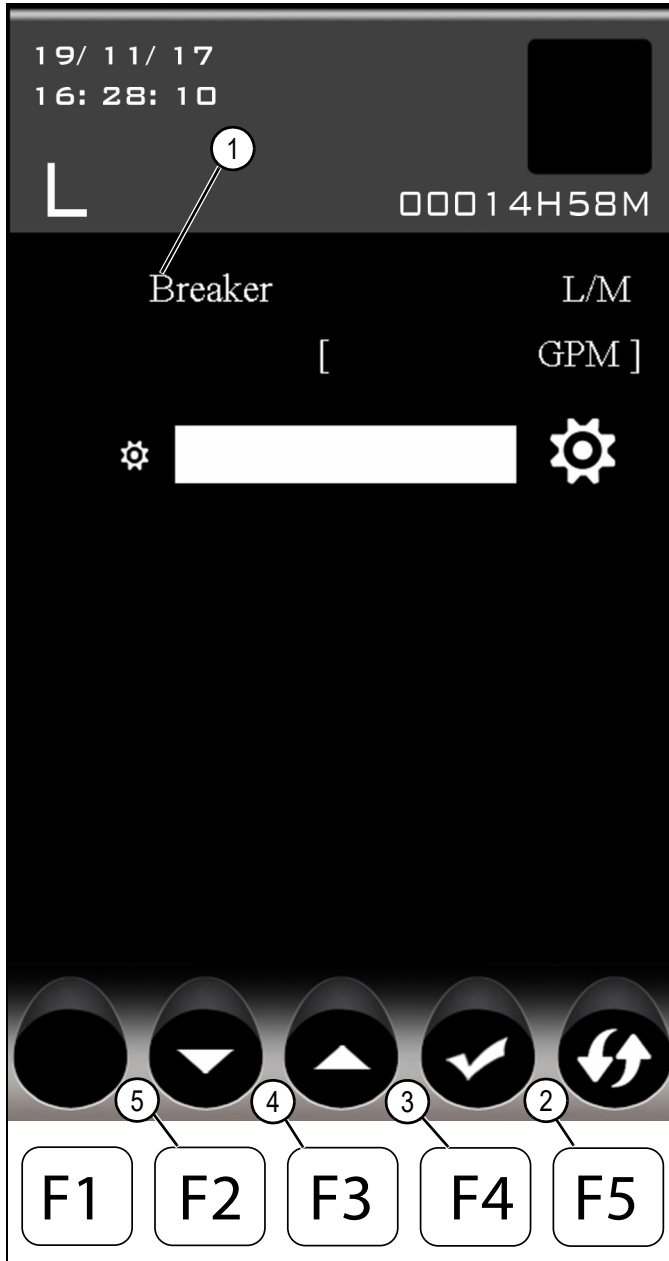 19/ 11/ 17
16: 28: 10
1
L
00014H58M
Breaker L/M
[ GPM ]
5 4 3 2
F1 F2 F3 F4 F5